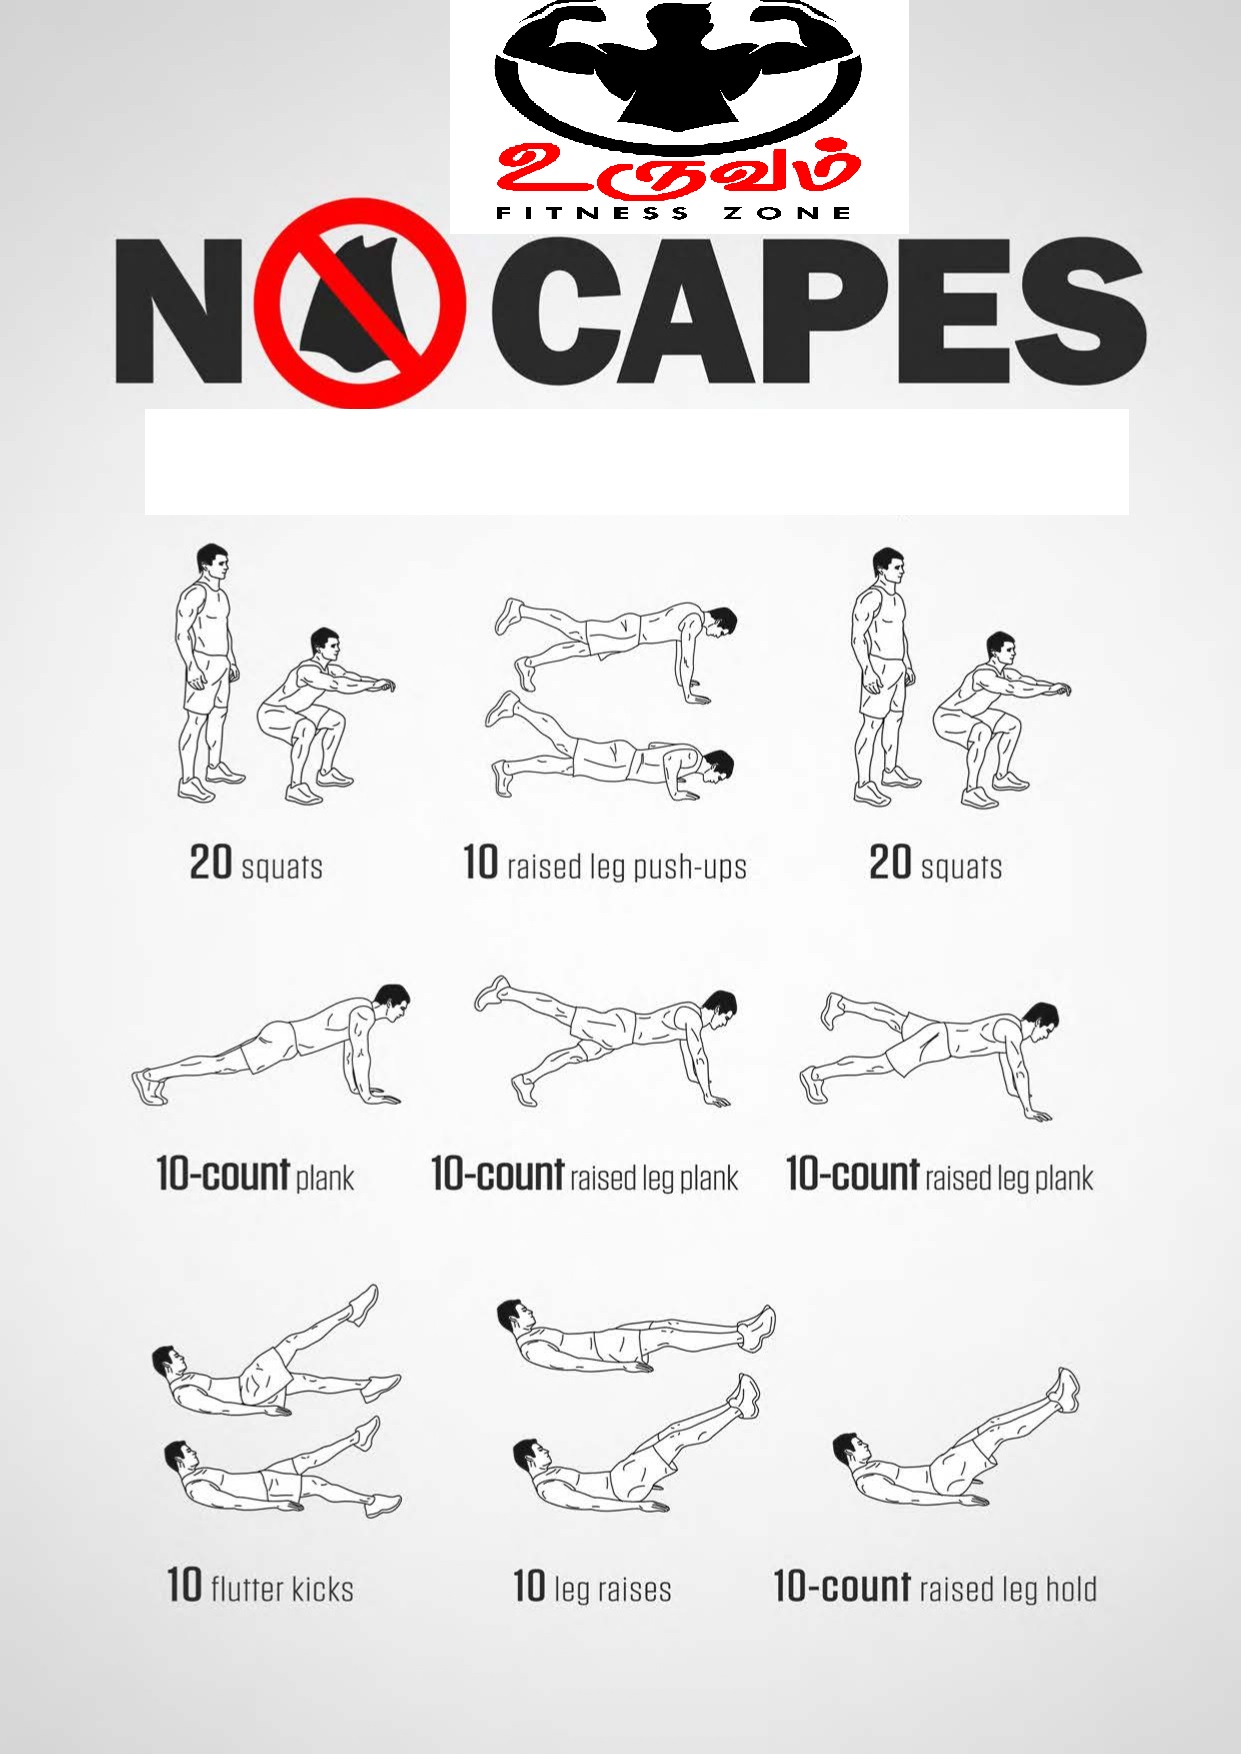 உருவம்
FITNESS ZONE
NO CAPES
20 squats
10 raised leg push-ups
20 squats
10-count plank
10-count raised leg plank
10-count raised leg plank
10 flutter kicks
10 leg raises
10-count raised leg hold